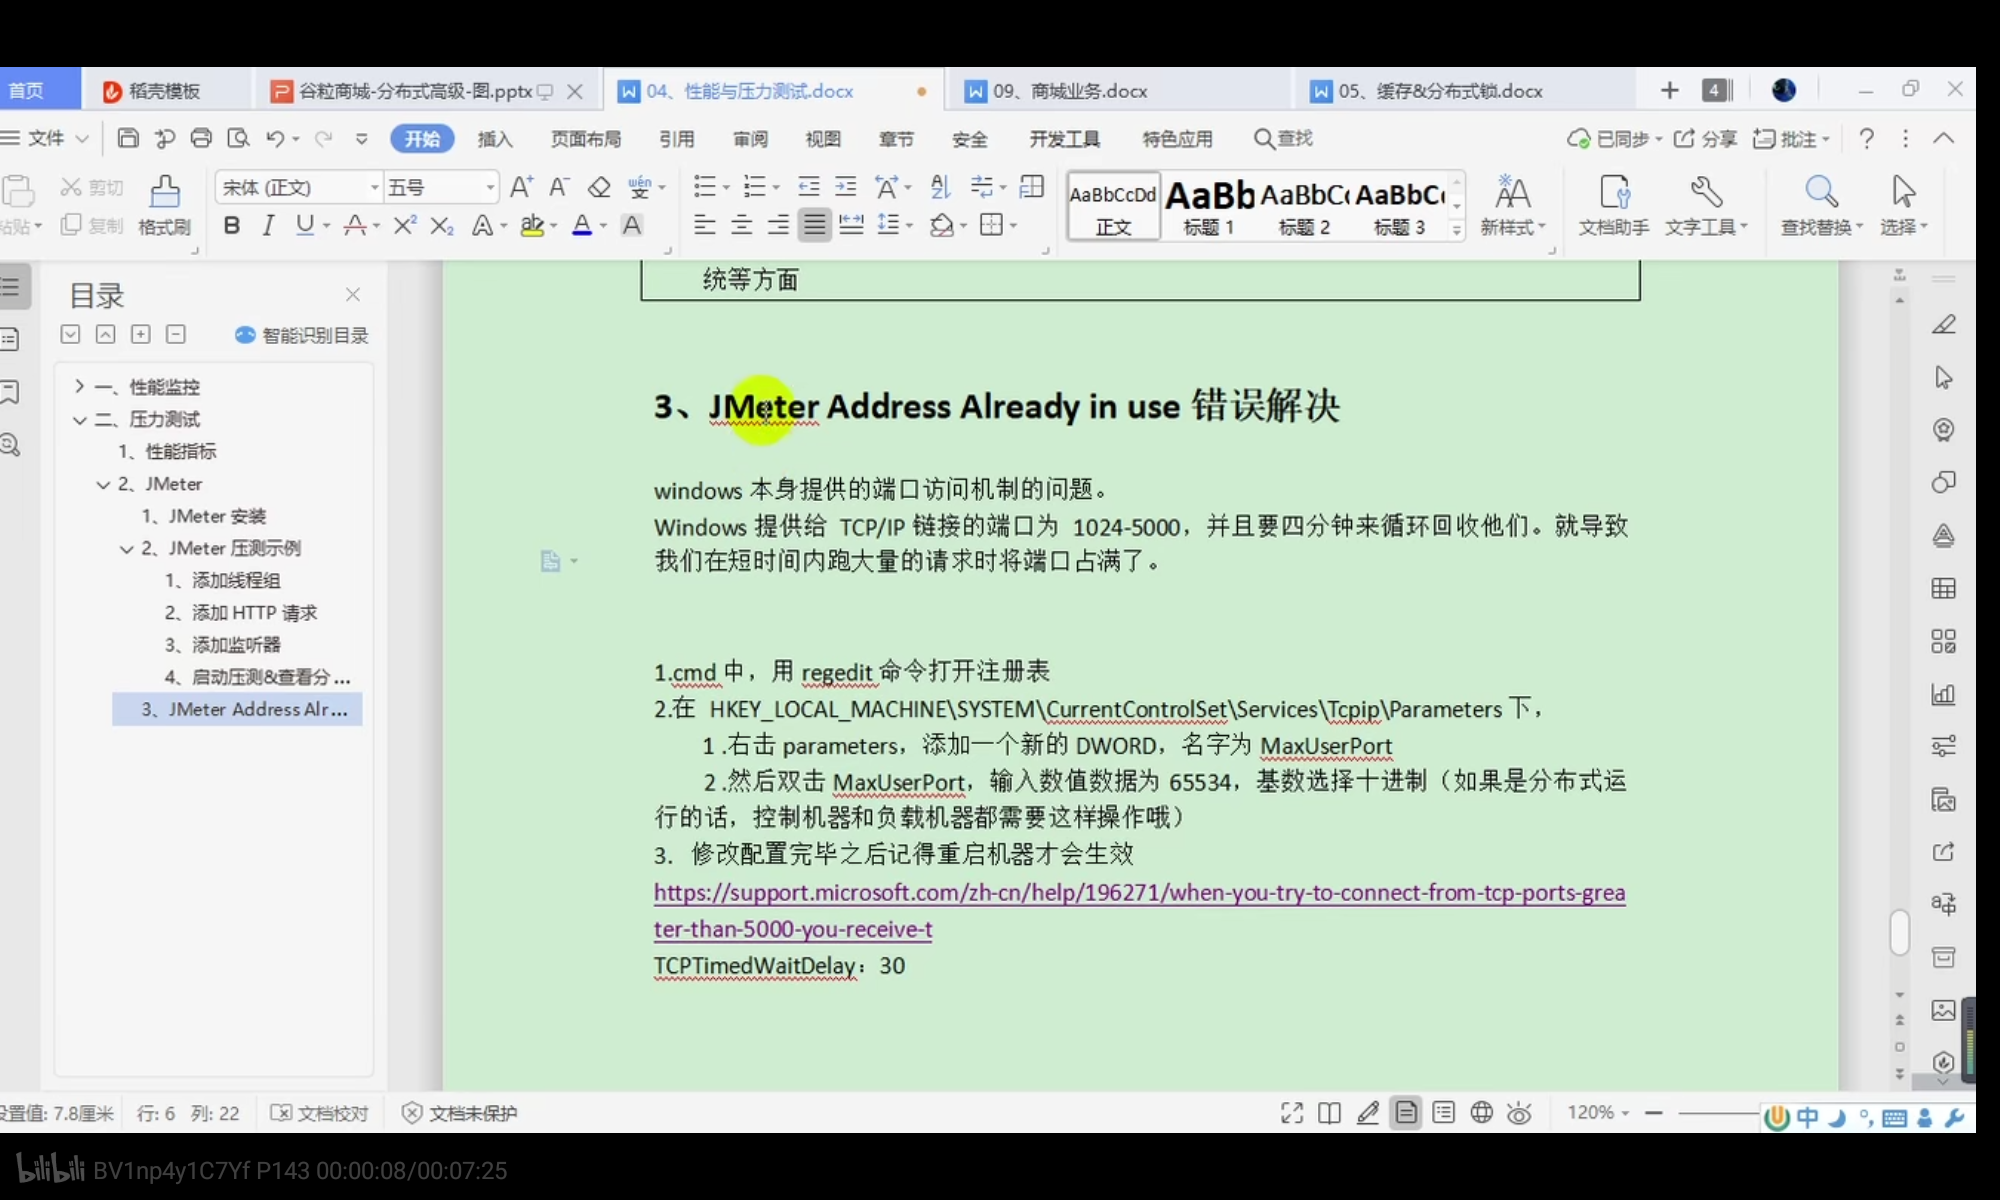 首页 稻壳模板 谷粒商城-分布式高级-图.pptx 04、性能与压力测试.docx 09、商城业务.docx 05、缓存&分布式锁.docx 4
文件 开始 插入 页面布局 引用 审阅 视图 章节 安全 开发工具 特色应用 查找 已同步 分享 批注
剪切 宋体 (正文) 五号 AaBbCcDd AaBb AaBbC AaBbC
粘贴 复制 格式刷 正文 标题 1 标题 2 标题 3 新样式 文档助手 文字工具 查找替换 选择
目录
智能识别目录
一、性能监控
二、压力测试
1、性能指标
2、JMeter
1、JMeter 安装
2、JMeter 压测示例
1、添加线程组
2、添加 HTTP 请求
3、添加监听器
4、启动压测&查看分 ...
3、JMeter Address Alr...
统等方面
3、JMeter Address Already in use 错误解决
windows 本身提供的端口访问机制的问题。
Windows 提供给 TCP/IP 链接的端口为 1024-5000，并且要四分钟来循环回收他们。就导致
我们在短时间内跑大量的请求时将端口占满了。
1.cmd 中，用 regedit 命令打开注册表
2.在 HKEY_LOCAL_MACHINE\SYSTEM\CurrentControlSet\Services\Tcpip\Parameters 下，
1 .右击 parameters，添加一个新的 DWORD，名字为 MaxUserPort
2 .然后双击 MaxUserPort，输入数值数据为 65534，基数选择十进制（如果是分布式运
行的话，控制机器和负载机器都需要这样操作哦）
3. 修改配置完毕之后记得重启机器才会生效
https://support.microsoft.com/zh-cn/help/196271/when-you-try-to-connect-from-tcp-ports-grea
ter-than-5000-you-receive-t
TCPTimedWaitDelay：30
设置值: 7.8厘米 行: 6 列: 22 文档校对 文档未保护 120% 中
bilibili BV1np4y1C7Yf P143 00:00:08/00:07:25